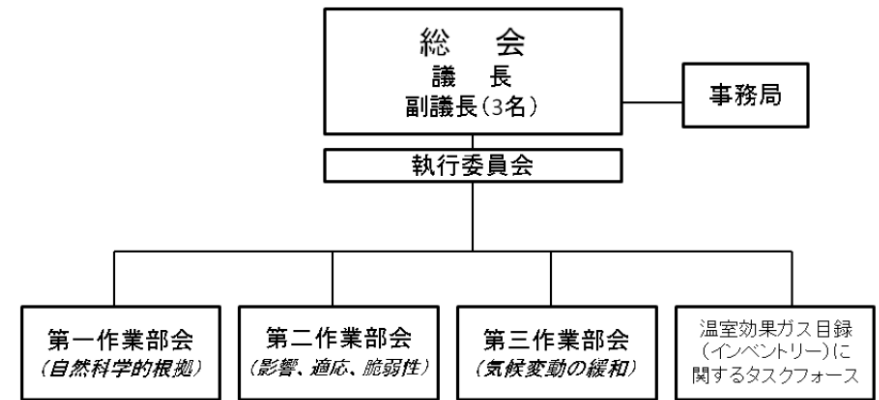 総　会
議　長
副議長（3名）
事務局
執行委員会
第一作業部会
（自然科学的根拠）
第二作業部会
（影響、適応、脆弱性）
第三作業部会
（気候変動の緩和）
温室効果ガス目録
（インベントリー）に
関するタスクフォース